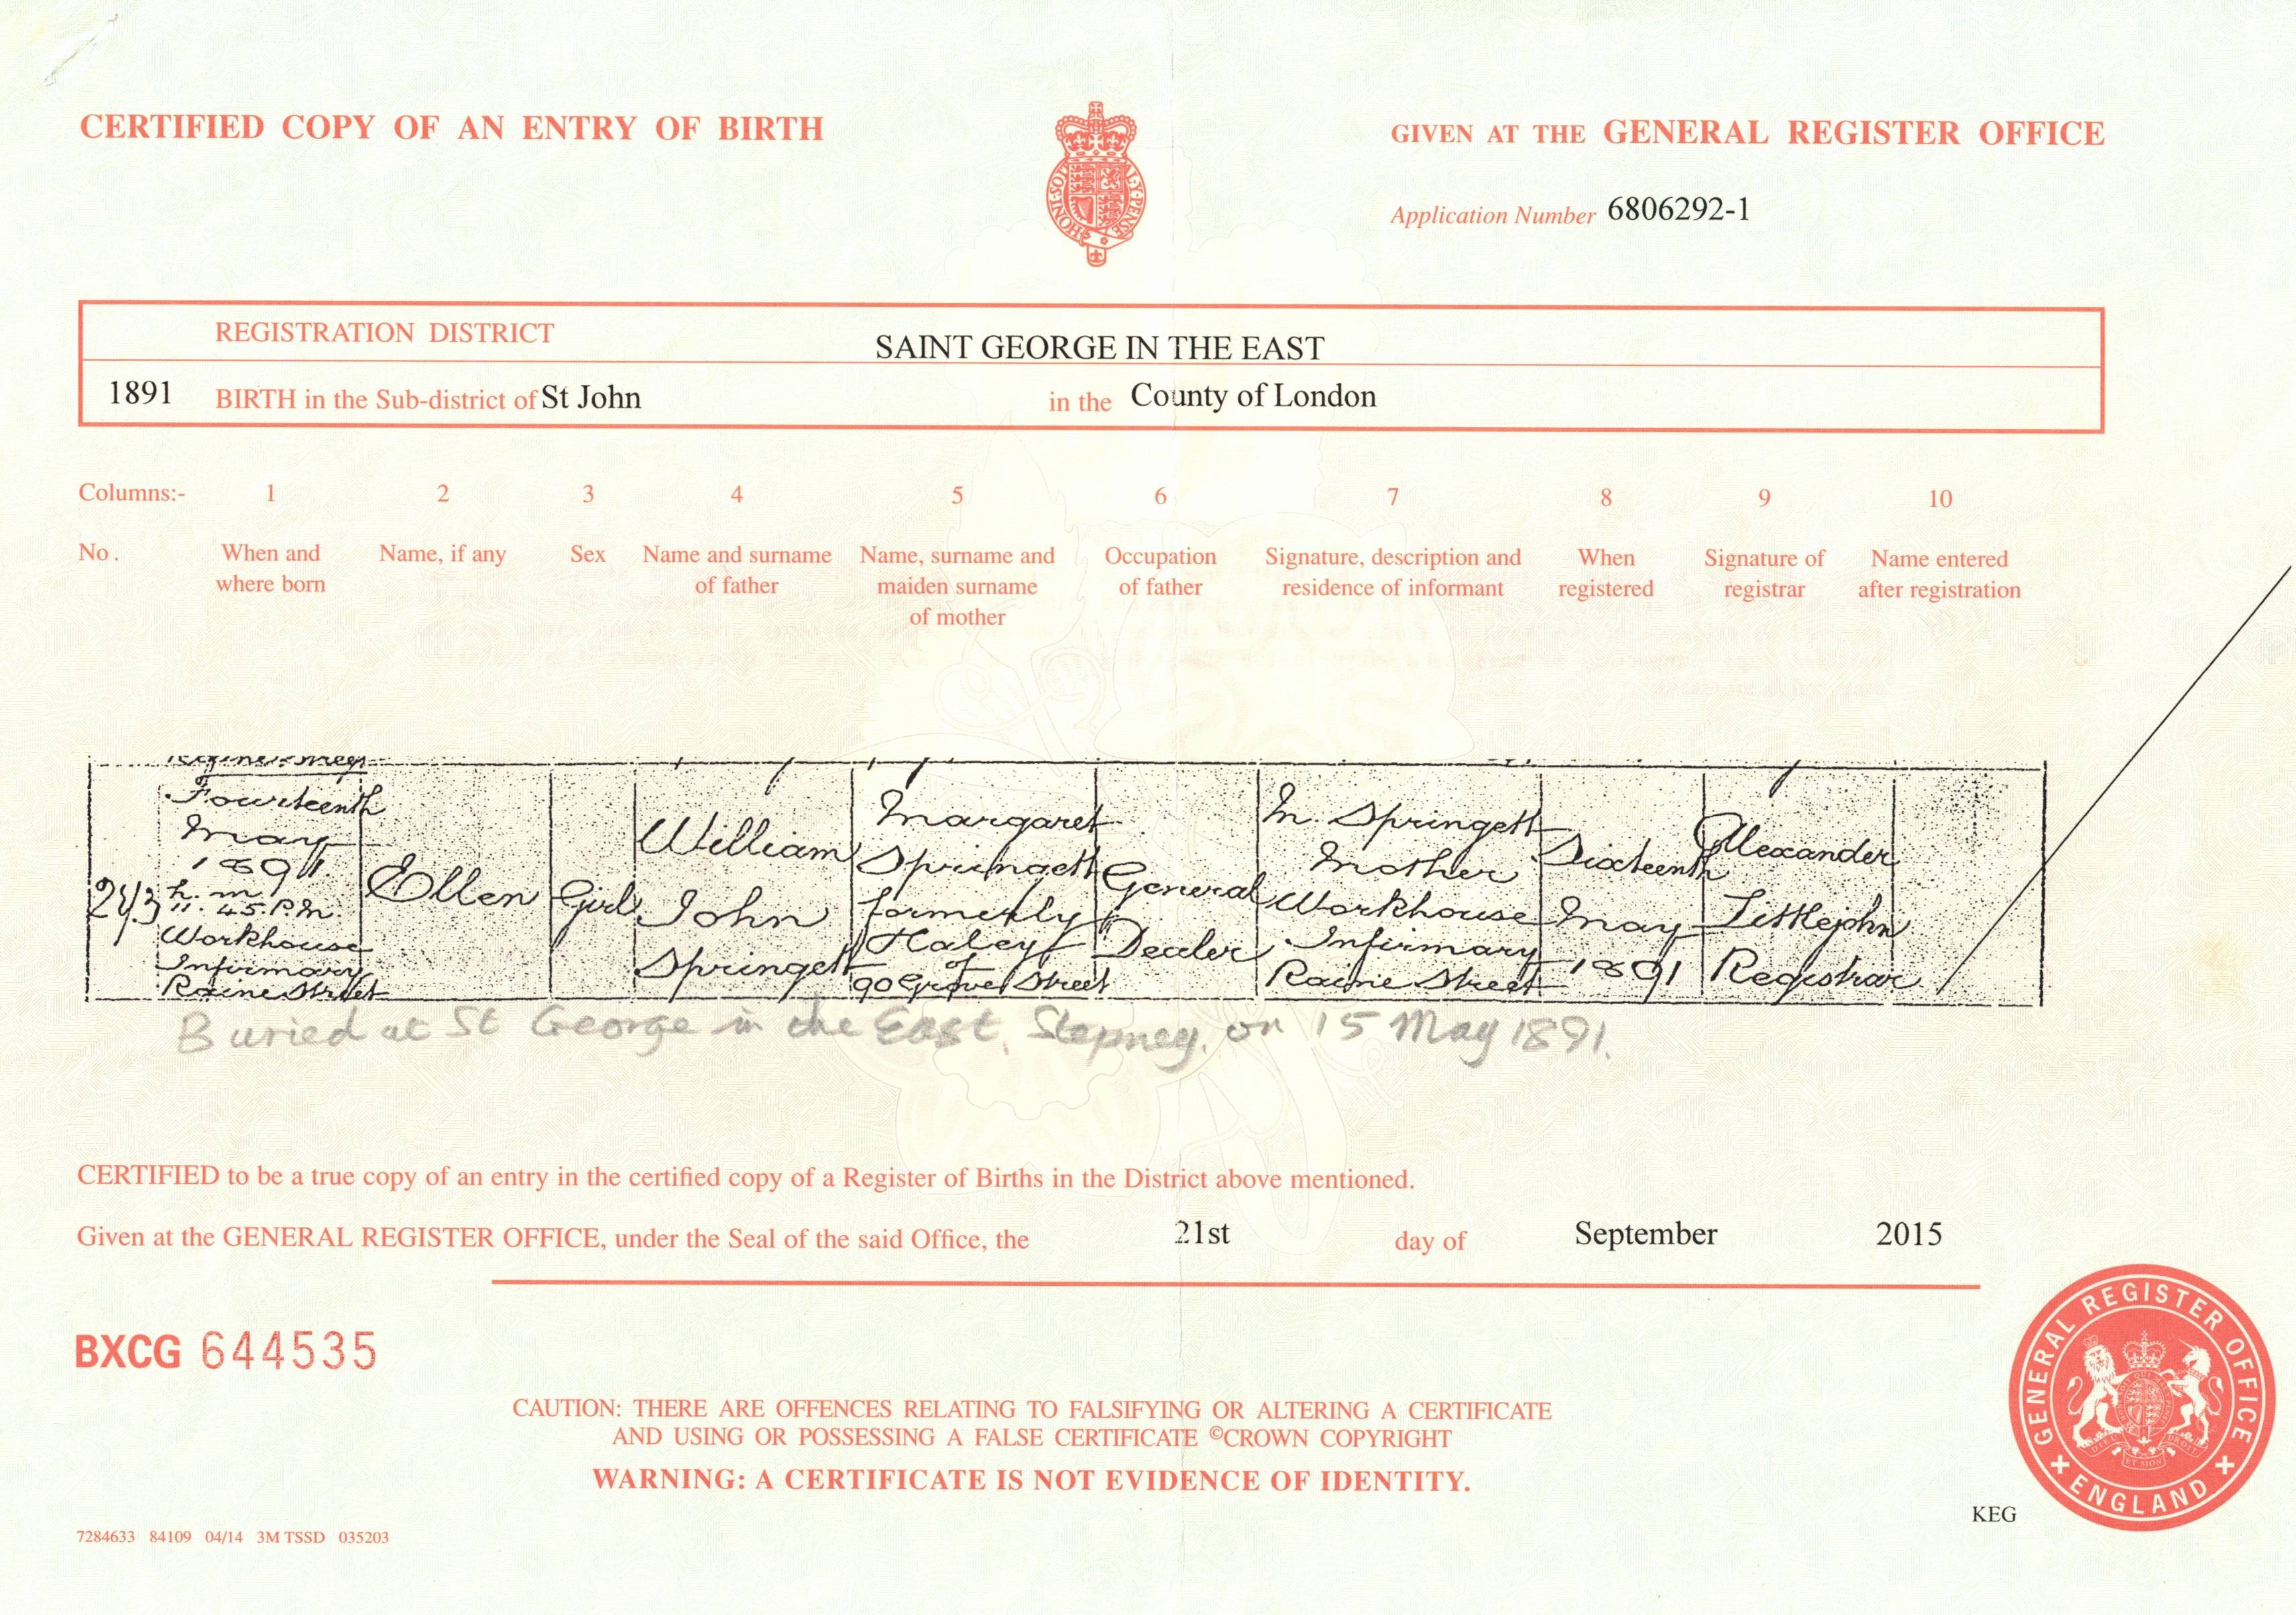 CERTIFIED COPY OF AN ENTRY OF BIRTH
GIVEN AT THE GENERAL REGISTER OFFICE
HONI·SOIT AL·Y·PENSE
Application Number 6806292-1
REGISTRATION DISTRICT SAINT GEORGE IN THE EAST
1891 BIRTH in the Sub-district of St John in the County of London
Columns:- 1 2 3 4 5 6 7 8 9 10
No. When and Name, if any Sex Name and surname Name, surname and Occupation Signature, description and When Signature of Name entered
where born of father maiden surname of father residence of informant registered registrar after registration
of mother
243
Fourteenth
May
1891.
h. m.
11. 45. P.M.
Workhouse
Infirmary
Raine Street
Ellen
Girl
William
John
Springett
Margaret
Springett
formerly
Haley
of
90 Grove Street
General
Dealer
M. Springett
Mother
Workhouse
Infirmary
Raine Street
Sixteenth
May
1891
Alexander
Littlejohn
Registrar
Buried at St George in the East, Stepney, on 15 May 1891.
CERTIFIED to be a true copy of an entry in the certified copy of a Register of Births in the District above mentioned.
Given at the GENERAL REGISTER OFFICE, under the Seal of the said Office, the 21st day of September 2015
BXCG 644535
CAUTION: THERE ARE OFFENCES RELATING TO FALSIFYING OR ALTERING A CERTIFICATE
AND USING OR POSSESSING A FALSE CERTIFICATE ©CROWN COPYRIGHT
WARNING: A CERTIFICATE IS NOT EVIDENCE OF IDENTITY.
GENERAL REGISTER OFFICE
ENGLAND
KEG
7284633 84109 04/14 3M TSSD 035203